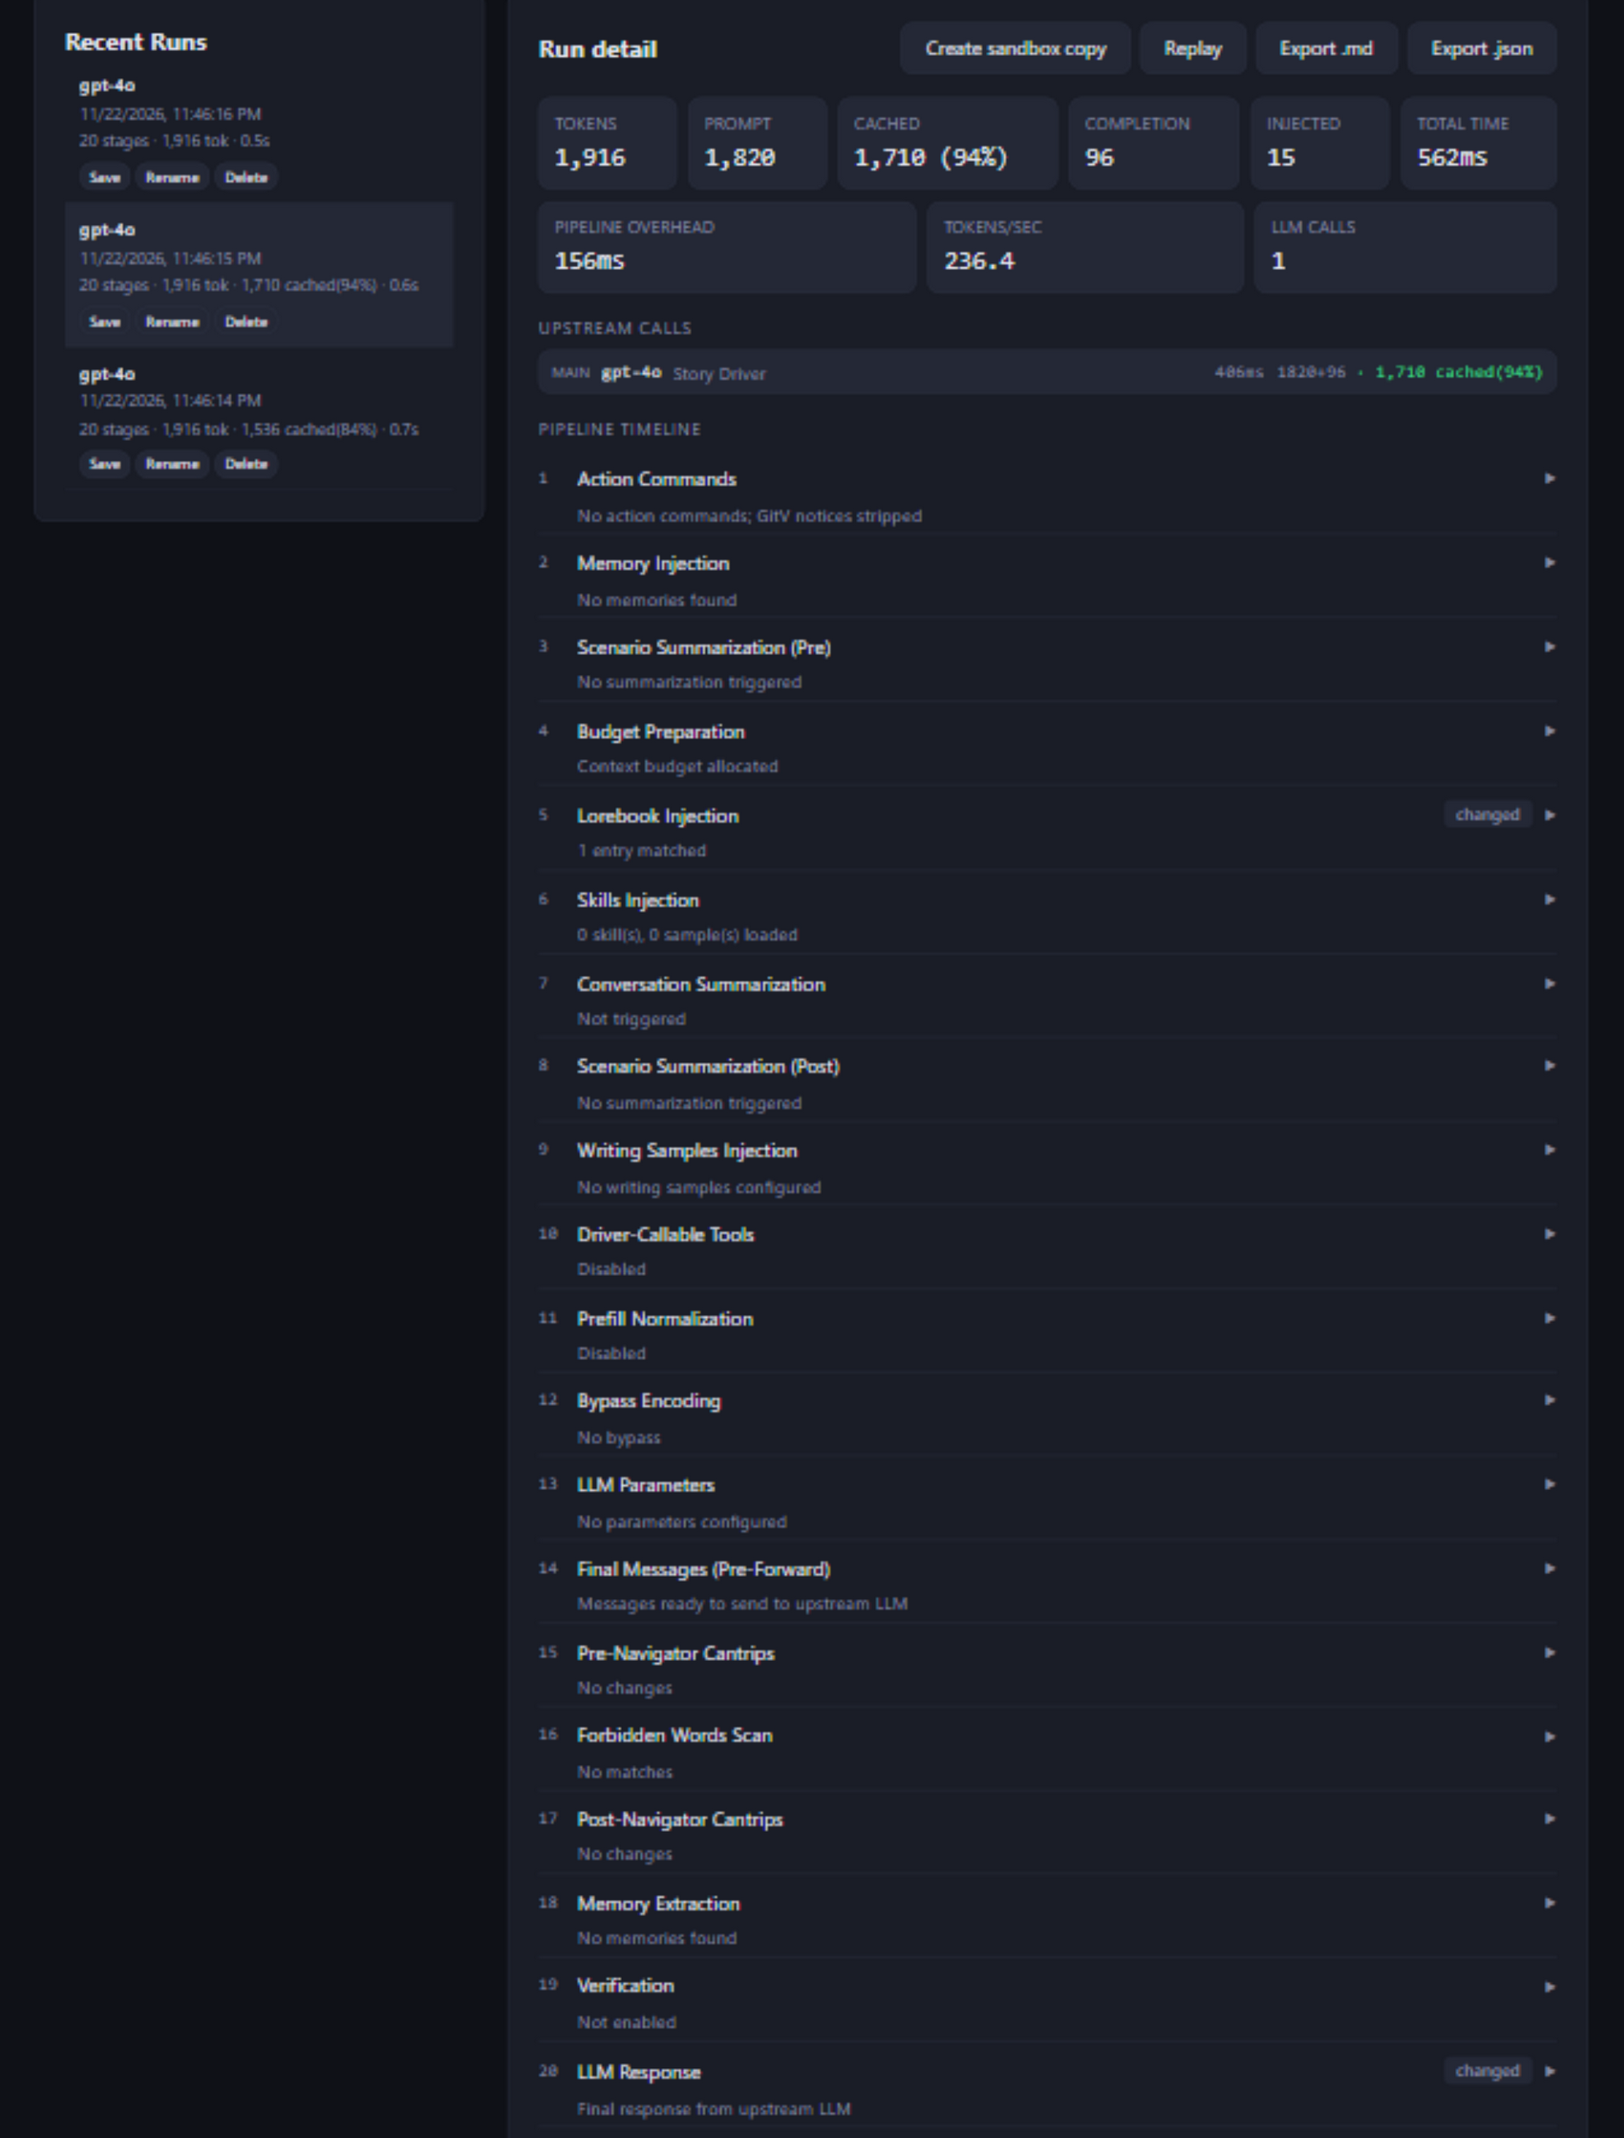 Recent Runs
gpt-4o
11/22/2026, 11:46:16 PM
20 stages · 1,916 tok · 0.5s
Save Rename Delete
gpt-4o
11/22/2026, 11:46:15 PM
20 stages · 1,916 tok · 1,710 cached(94%) · 0.6s
Save Rename Delete
gpt-4o
11/22/2026, 11:46:14 PM
20 stages · 1,916 tok · 1,536 cached(84%) · 0.7s
Save Rename Delete
Run detail
Create sandbox copy Replay Export .md Export .json
TOKENS PROMPT CACHED COMPLETION INJECTED TOTAL TIME
1,916 1,820 1,710 (94%) 96 15 562ms
PIPELINE OVERHEAD TOKENS/SEC LLM CALLS
156ms 236.4 1
UPSTREAM CALLS
MAIN gpt-4o Story Driver 406ms 1820+96 · 1,710 cached(94%)
PIPELINE TIMELINE
1 Action Commands ▶
No action commands; GitV notices stripped
2 Memory Injection ▶
No memories found
3 Scenario Summarization (Pre) ▶
No summarization triggered
4 Budget Preparation ▶
Context budget allocated
5 Lorebook Injection changed ▶
1 entry matched
6 Skills Injection ▶
0 skill(s), 0 sample(s) loaded
7 Conversation Summarization ▶
Not triggered
8 Scenario Summarization (Post) ▶
No summarization triggered
9 Writing Samples Injection ▶
No writing samples configured
10 Driver-Callable Tools ▶
Disabled
11 Prefill Normalization ▶
Disabled
12 Bypass Encoding ▶
No bypass
13 LLM Parameters ▶
No parameters configured
14 Final Messages (Pre-Forward) ▶
Messages ready to send to upstream LLM
15 Pre-Navigator Cantrips ▶
No changes
16 Forbidden Words Scan ▶
No matches
17 Post-Navigator Cantrips ▶
No changes
18 Memory Extraction ▶
No memories found
19 Verification ▶
Not enabled
20 LLM Response changed ▶
Final response from upstream LLM